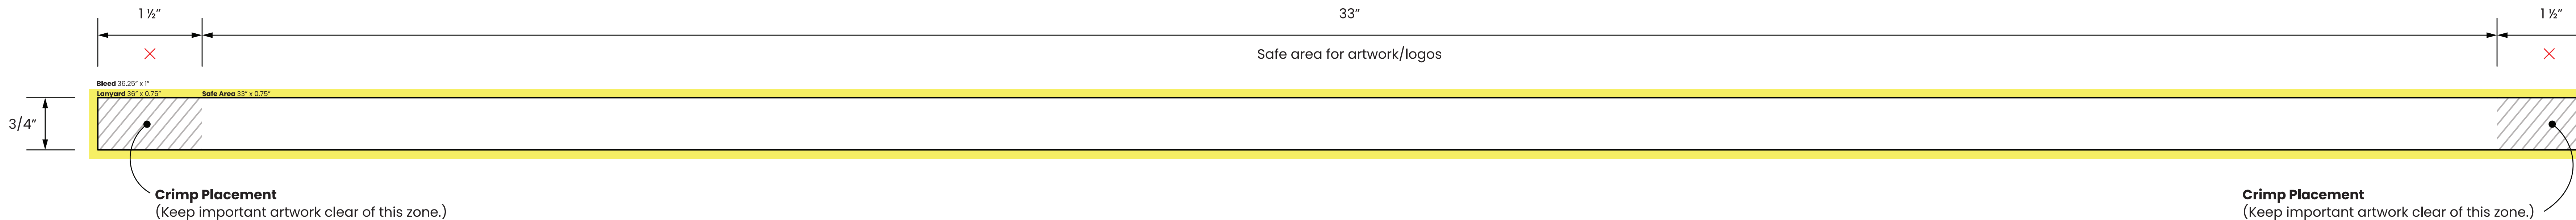 1 ½” 33” 1 ½”
Safe area for artwork/logos
Bleed 36.25” x 1”
Lanyard 36” x 0.75” Safe Area 33” x 0.75”
3/4”
Crimp Placement
(Keep important artwork clear of this zone.)
Crimp Placement
(Keep important artwork clear of this zone.)